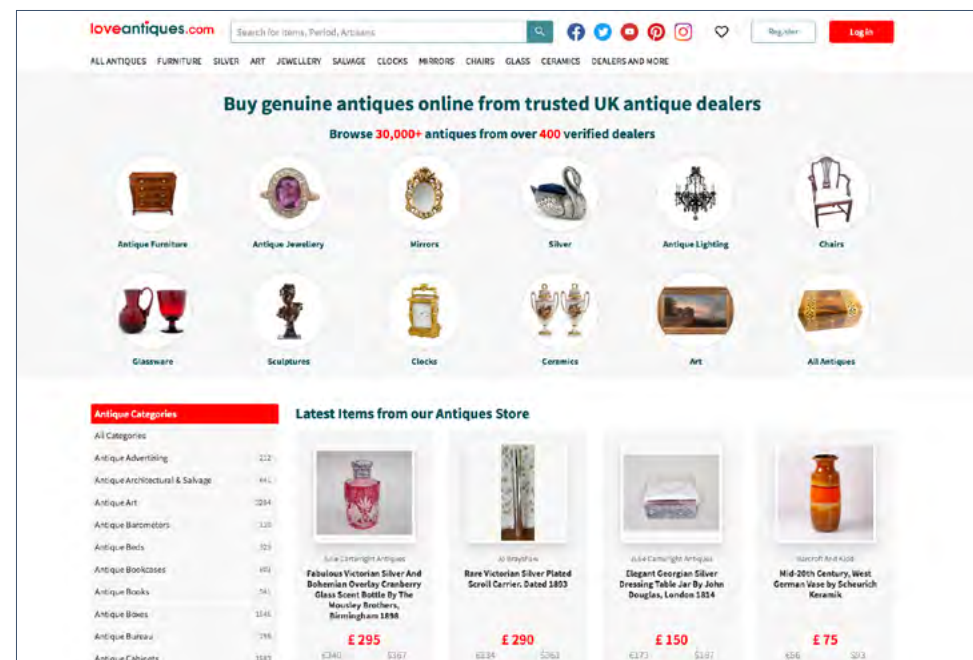 loveantiques.com
Search for Items, Period, Artisans
Register
Log in
ALL ANTIQUES FURNITURE SILVER ART JEWELLERY SALVAGE CLOCKS MIRRORS CHAIRS GLASS CERAMICS DEALERS AND MORE
Buy genuine antiques online from trusted UK antique dealers
Browse 30,000+ antiques from over 400 verified dealers
Antique Furniture
Antique Jewellery
Mirrors
Silver
Antique Lighting
Chairs
Glassware
Sculptures
Clocks
Ceramics
Art
All Antiques
Antique Categories
All Categories
Antique Advertising
Antique Architectural & Salvage
Antique Art
Antique Barometers
Antique Beds
Antique Bookcases
Antique Books
Antique Boxes
Antique Bureau
Antique Cabinets
Latest Items from our Antiques Store
Julie Cartwright Antiques
Fabulous Victorian Silver And
Bohemian Overlay Cranberry
Glass Scent Bottle By The
Mousley Brothers,
Birmingham 1898
£ 295
Rare Victorian Silver Plated
Scroll Carrier. Dated 1893
£ 290
Julie Cartwright Antiques
Elegant Georgian Silver
Dressing Table Jar By John
Douglas, London 1814
£ 150
Mid-20th Century, West
German Vase by Scheurich
Keramik
£ 75